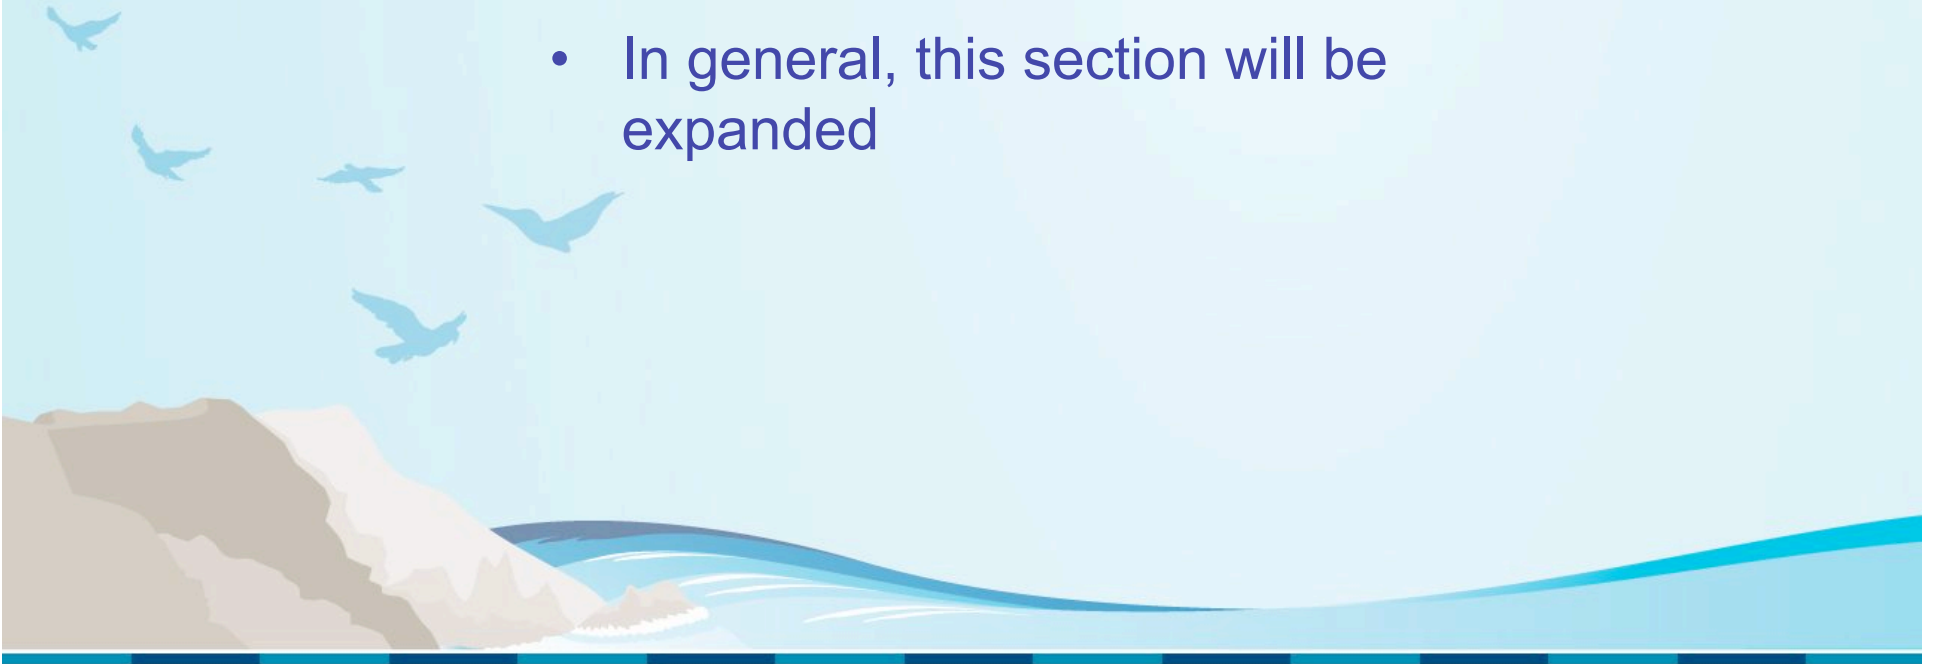 • In general, this section will be
expanded